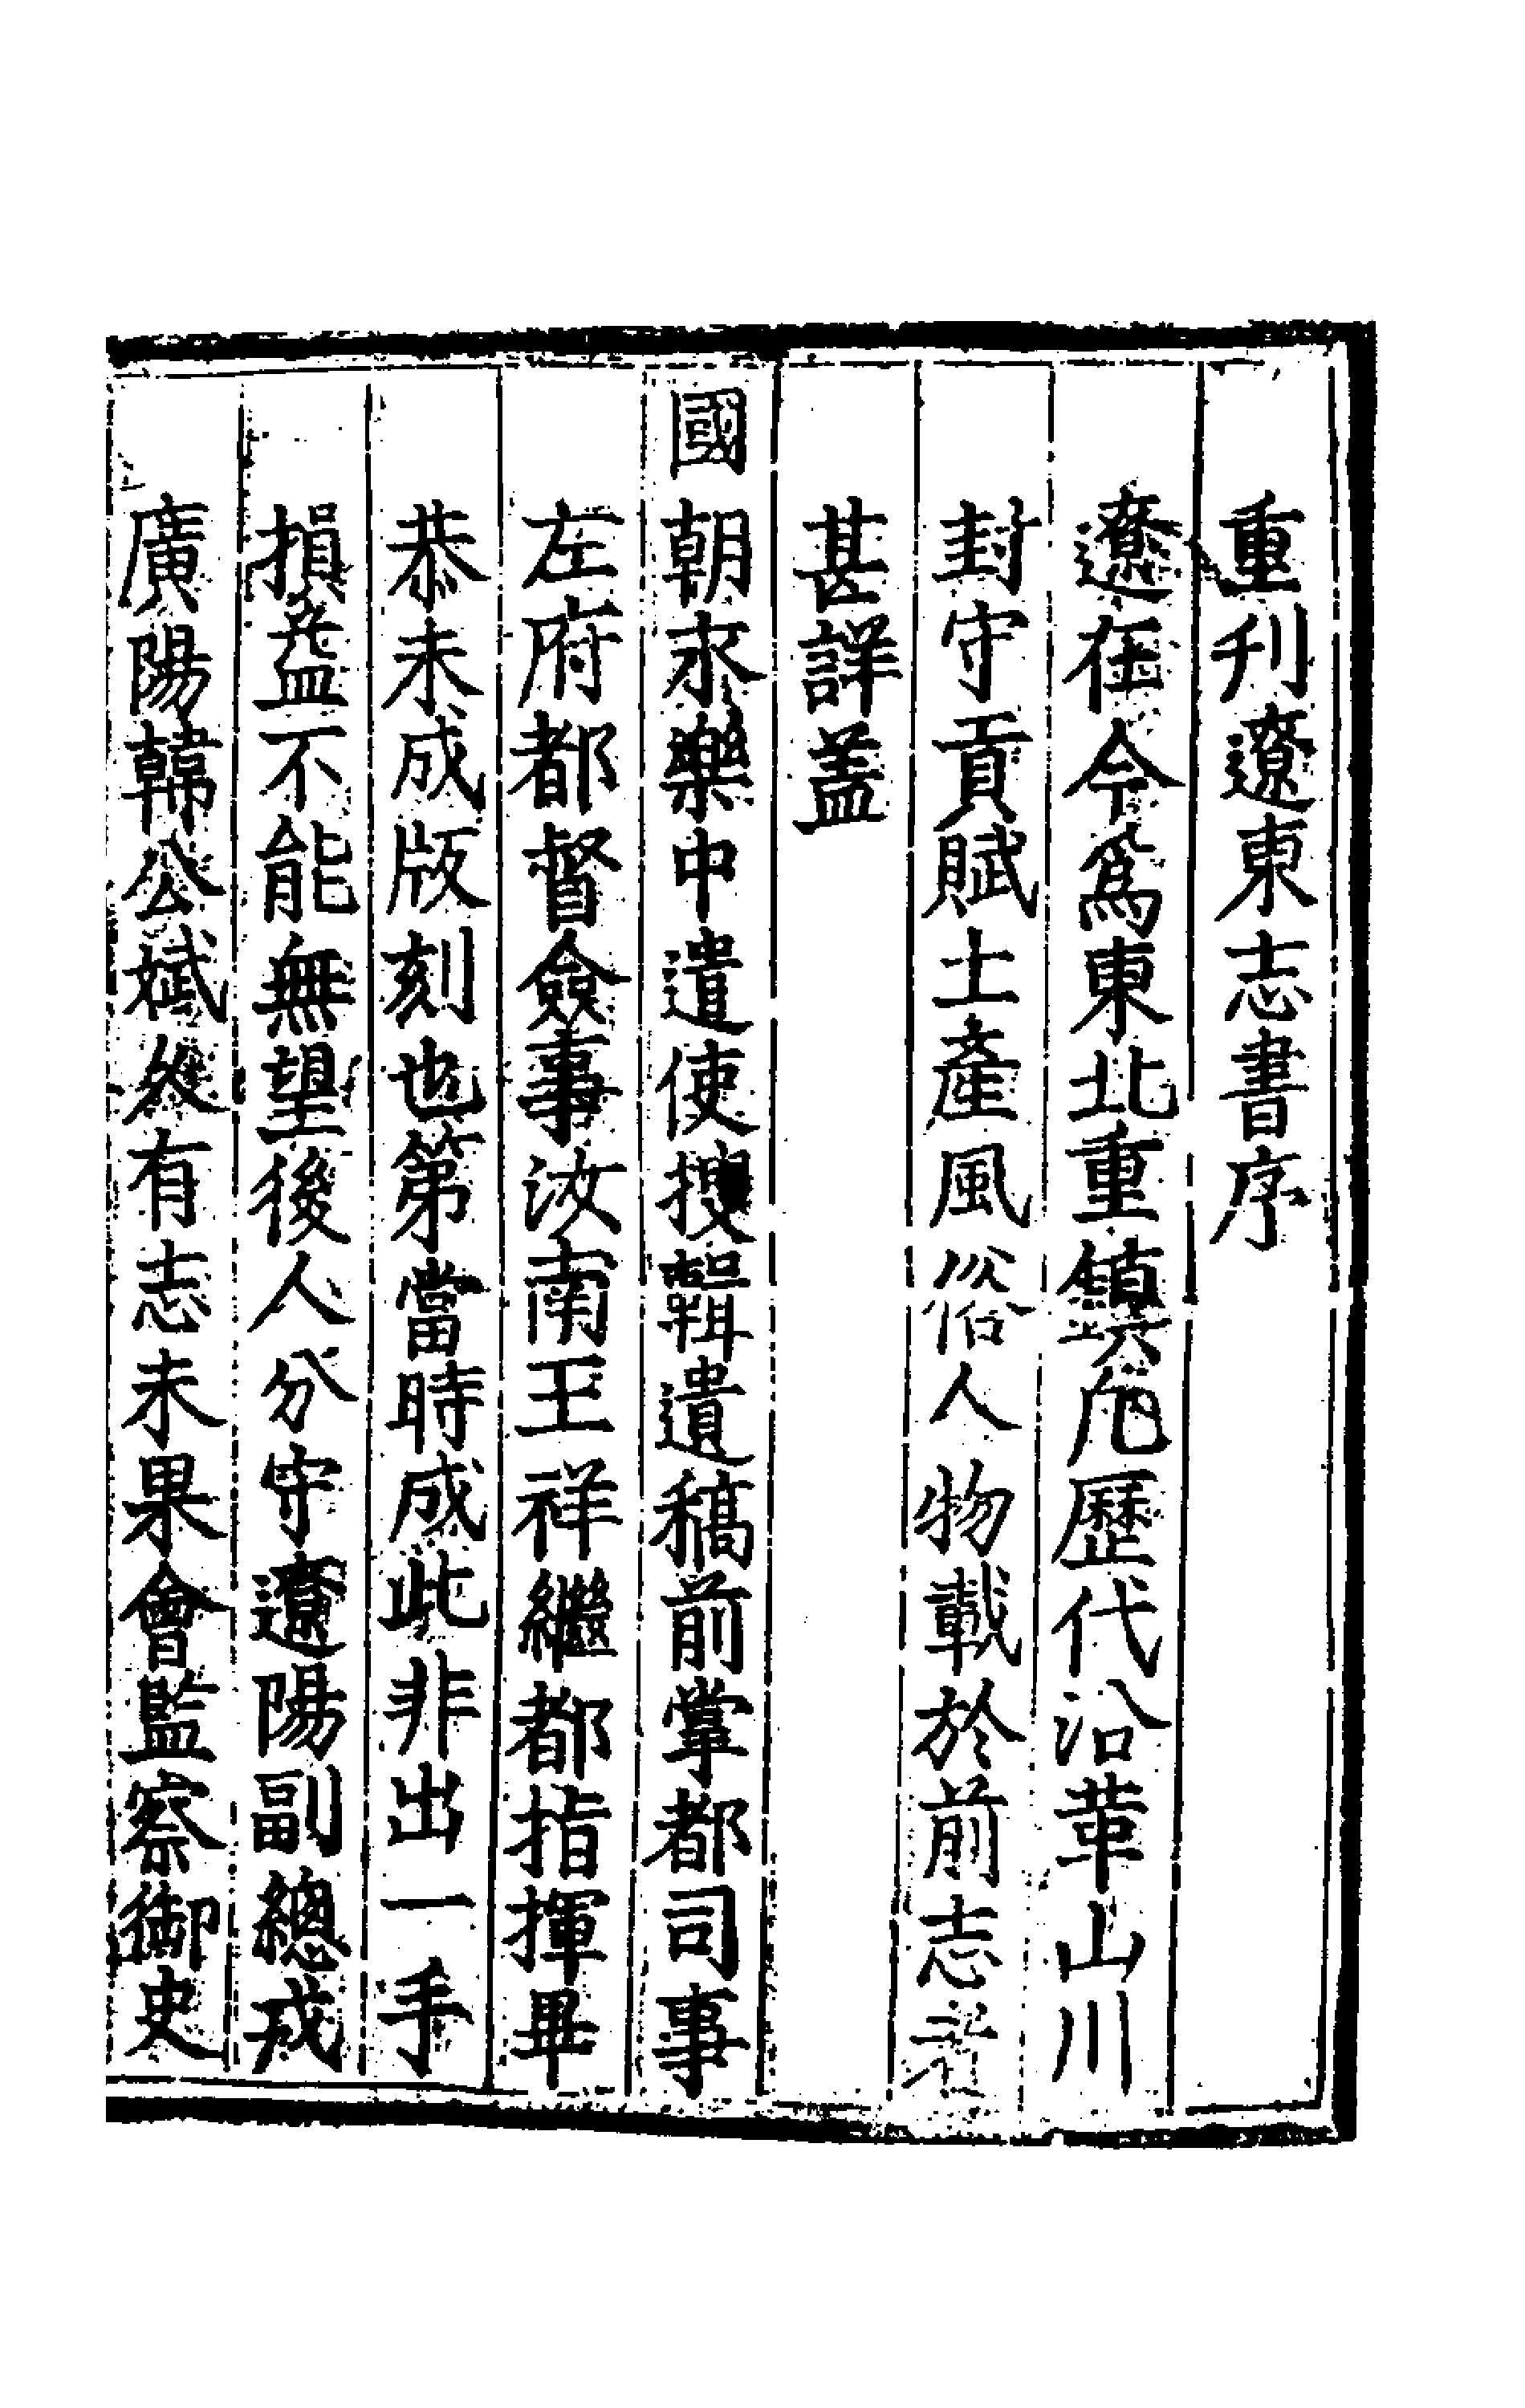 重刋遼東志書序
遼在今爲東北重鎮凢歷代沿革山川
封守貢賦土産風俗人物載於前志者
甚詳盖
國朝永樂中遣使搜輯遺稿前掌都司事
左府都督僉事汝南王祥繼都指揮畢
恭未成版刻也第當時成此非出一手
損益不能無望後人分守遼陽副總戎
廣陽韓公斌久有志未果會監察御史